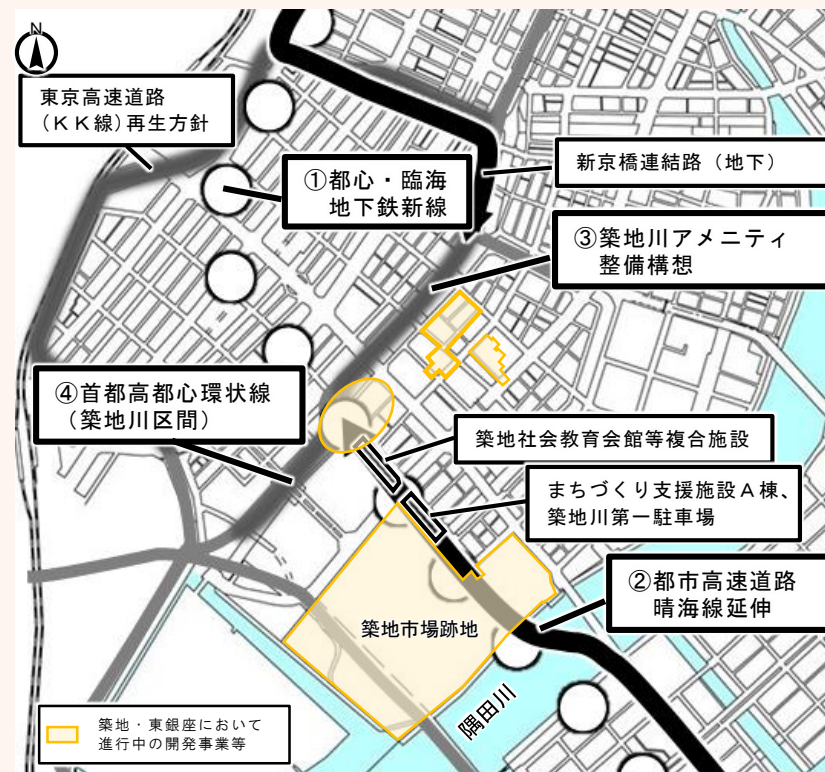 N
東京高速道路
（ＫＫ線）再生方針
①都心・臨海
地下鉄新線
新京橋連結路（地下）
③築地川アメニティ
整備構想
④首都高都心環状線
（築地川区間）
築地社会教育会館等複合施設
まちづくり支援施設Ａ棟、
築地川第一駐車場
②都市高速道路
晴海線延伸
築地市場跡地
隅田川
築地・東銀座において
進行中の開発事業等